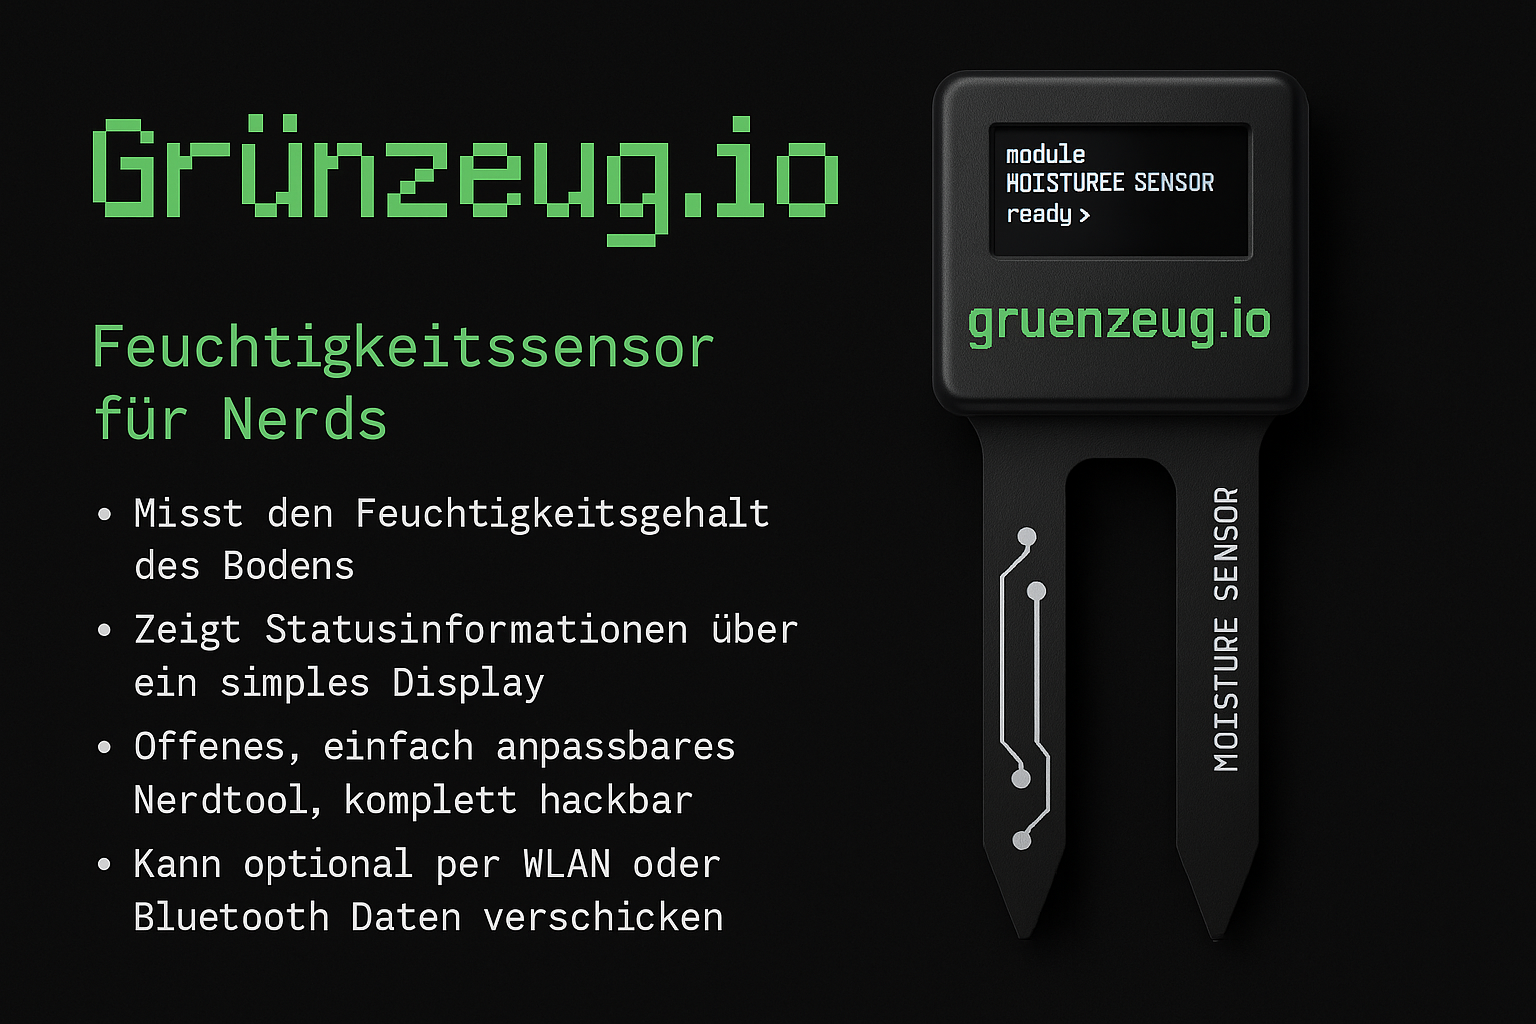 Grünzeug.io
Feuchtigkeitssensor
für Nerds
• Misst den Feuchtigkeitsgehalt
des Bodens
• Zeigt Statusinformationen über
ein simples Display
• Offenes, einfach anpassbares
Nerdtool, komplett hackbar
• Kann optional per WLAN oder
Bluetooth Daten verschicken
module
MOISTUREE SENSOR
ready >
gruenzeug.io
MOISTURE SENSOR